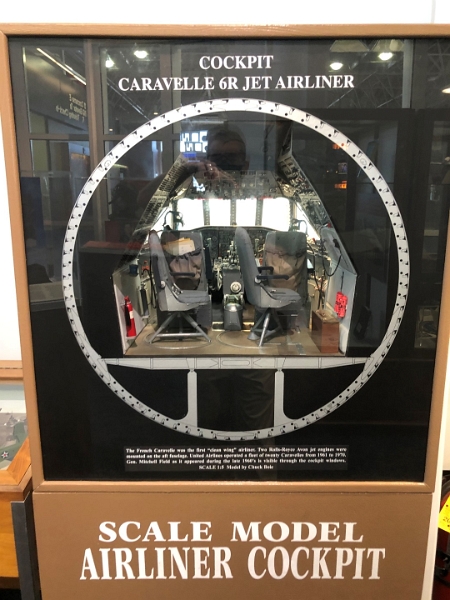 COCKPIT
CARAVELLE 6R JET AIRLINER
The French Caravelle was the first "clean wing" airliner. Two Rolls-Royce Avon jet engines were
mounted on the aft fuselage. United Airlines operated a fleet of twenty Caravelles from 1961 to 1970.
Gen. Mitchell Field as it appeared during the late 1960's is visible through the cockpit windows.
SCALE 1:5 Model by Chuck Dole
SCALE MODEL
AIRLINER COCKPIT